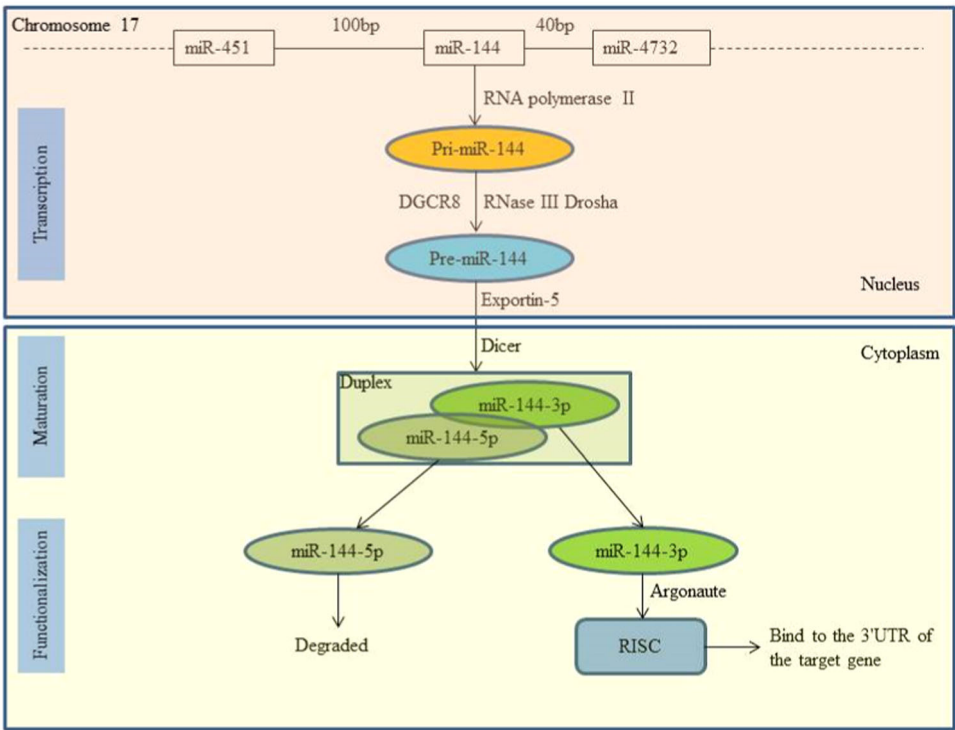 Chromosome 17
100bp
40bp
miR-451
miR-144
miR-4732
RNA polymerase II
Pri-miR-144
DGCR8
RNase III Drosha
Pre-miR-144
Exportin-5
Transcription
Nucleus
Dicer
Cytoplasm
Duplex
miR-144-3p
miR-144-5p
Maturation
miR-144-5p
miR-144-3p
Argonaute
Degraded
RISC
Bind to the 3'UTR of
the target gene
Functionalization